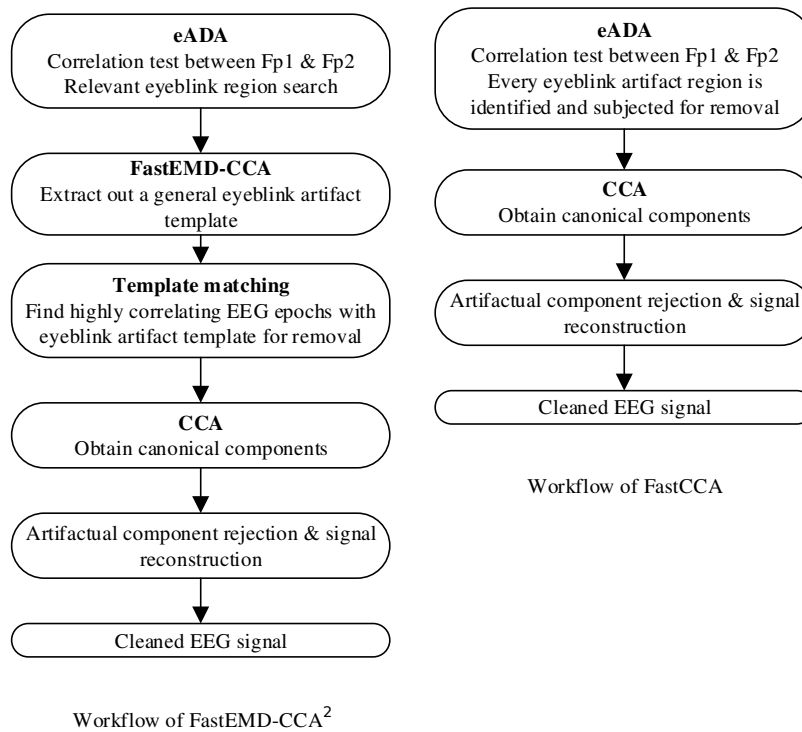 eADA
Correlation test between Fp1 & Fp2
Relevant eyeblink region search
FastEMD-CCA
Extract out a general eyeblink artifact
template
Template matching
Find highly correlating EEG epochs with
eyeblink artifact template for removal
CCA
Obtain canonical components
Artifactual component rejection & signal
reconstruction
Cleaned EEG signal
Workflow of FastEMD-CCA²
eADA
Correlation test between Fp1 & Fp2
Every eyeblink artifact region is
identified and subjected for removal
CCA
Obtain canonical components
Artifactual component rejection & signal
reconstruction
Cleaned EEG signal
Workflow of FastCCA